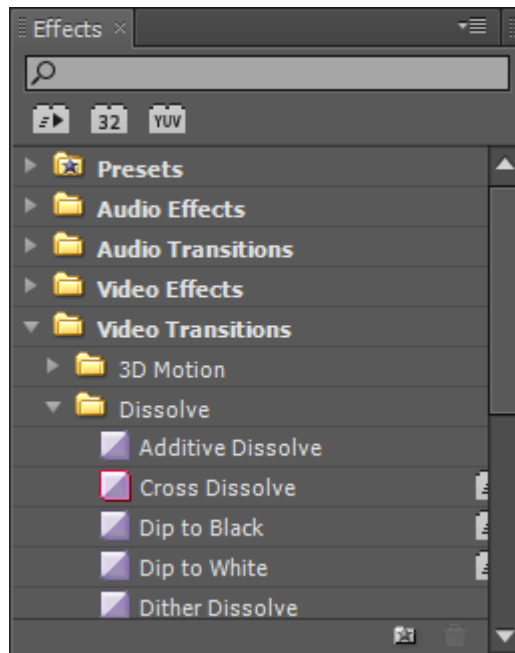 Effects
32 YUV
Presets
Audio Effects
Audio Transitions
Video Effects
Video Transitions
3D Motion
Dissolve
Additive Dissolve
Cross Dissolve
Dip to Black
Dip to White
Dither Dissolve